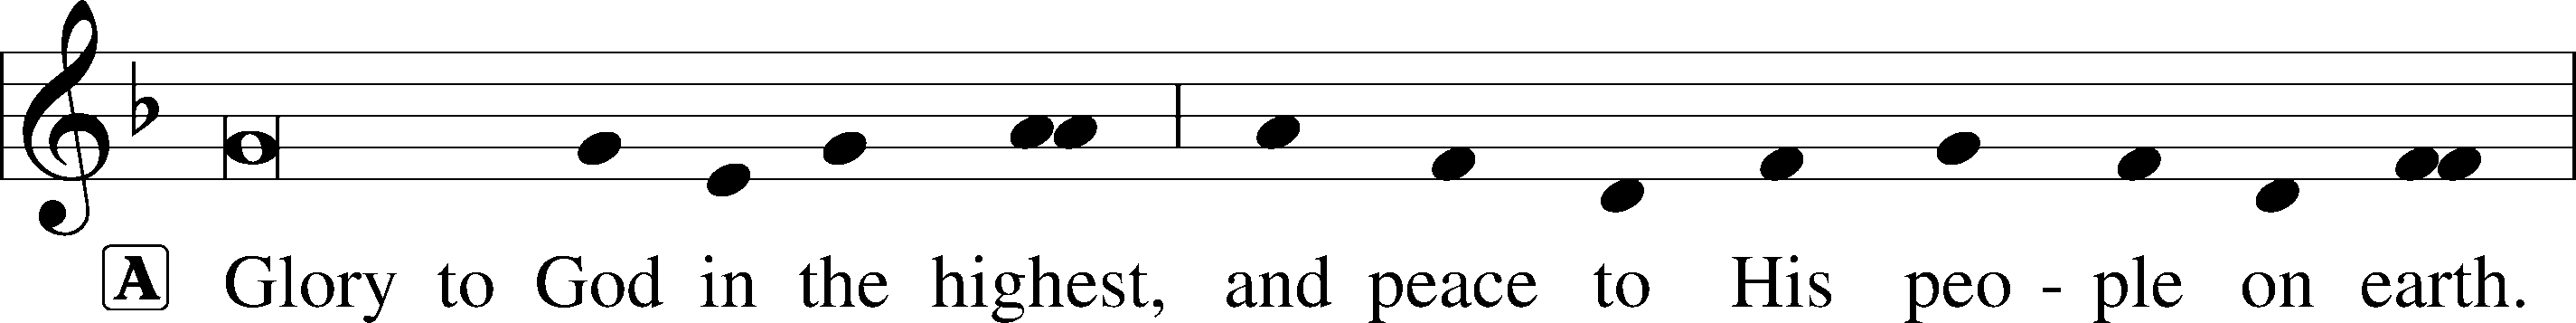 A Glory to God in the highest, and peace to His peo - ple on earth.